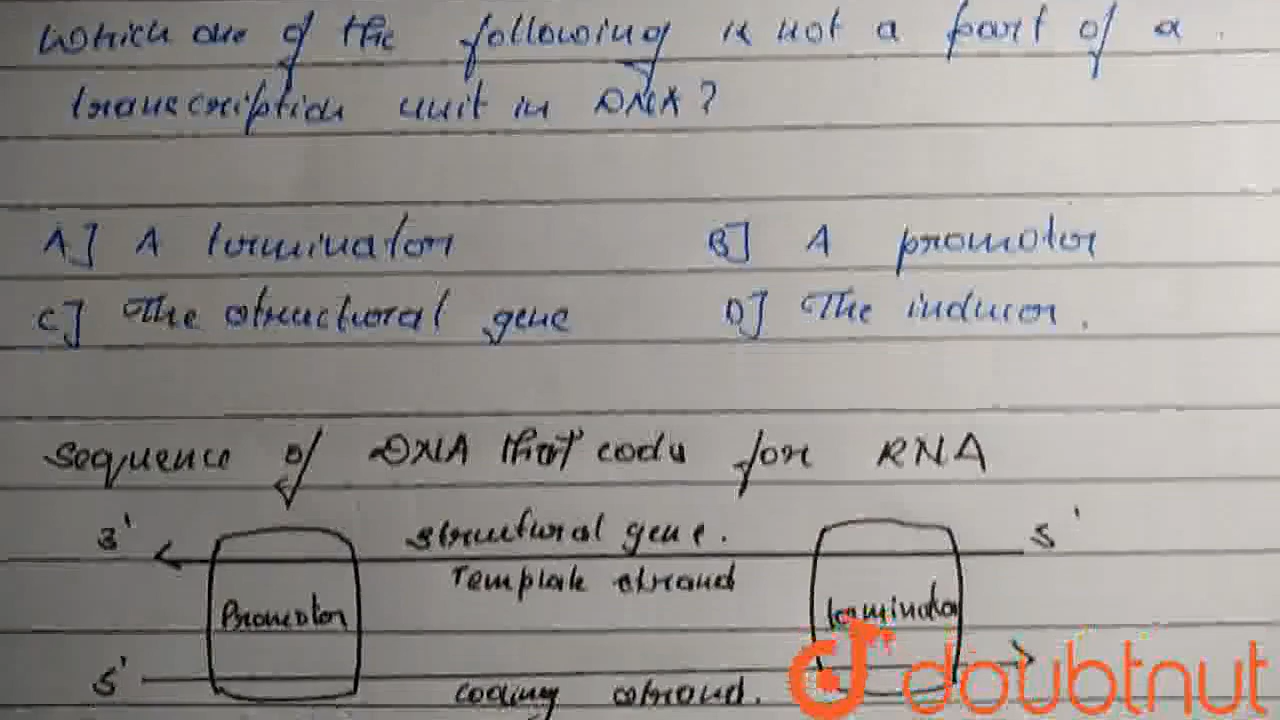 Which one of the following is not a part of a
transcription unit in DNA?
A] A terminator B] A promotor
C] The structural gene D] The inducer.
Sequence of DNA that code for RNA
3' structural gene. 5'
Template strand
Promotor terminator
5' coding strand.
doubtnut